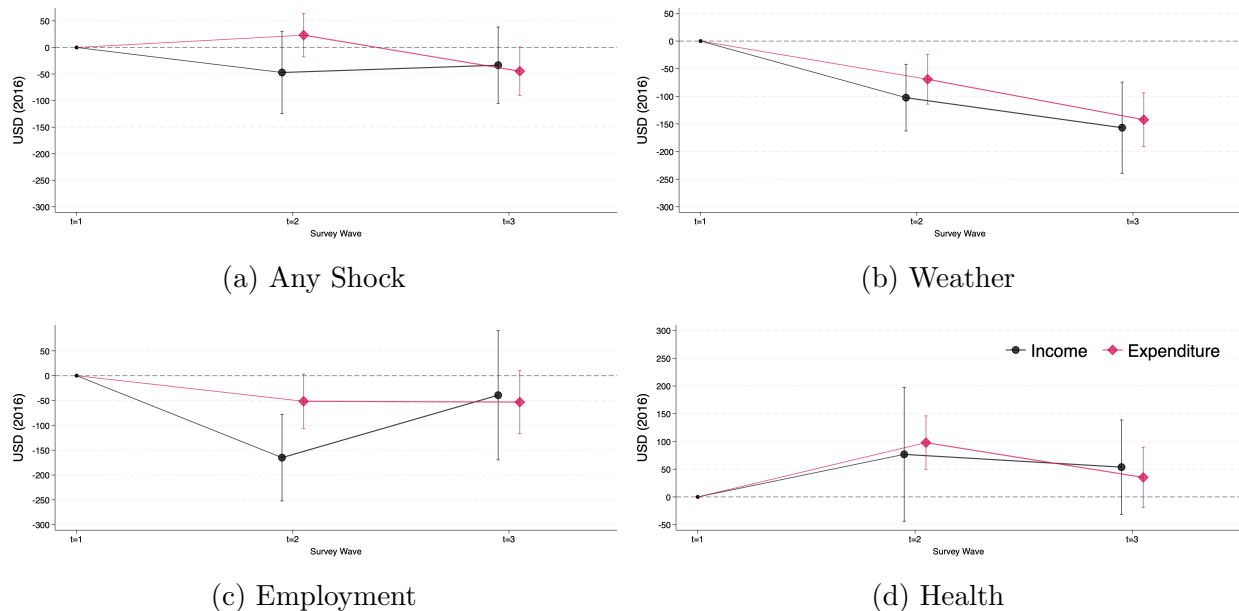 50
0
-50
-100
-150
-200
-250
-300
USD (2016)
t=1
t=2
t=3
Survey Wave
(a) Any Shock
50
0
-50
-100
-150
-200
-250
-300
USD (2016)
t=1
t=2
t=3
Survey Wave
(b) Weather
50
0
-50
-100
-150
-200
-250
-300
USD (2016)
t=1
t=2
t=3
Survey Wave
(c) Employment
300
250
200
150
100
50
0
-50
USD (2016)
Income
Expenditure
t=1
t=2
t=3
Survey Wave
(d) Health